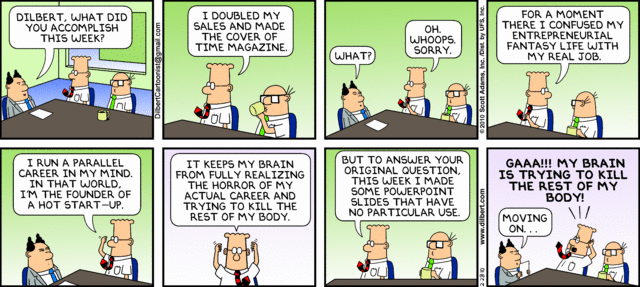 DILBERT, WHAT DID
YOU ACCOMPLISH
THIS WEEK?
DilbertCartoonist@gmail.com
I DOUBLED MY
SALES AND MADE
THE COVER OF
TIME MAGAZINE.
WHAT?
OH.
WHOOPS.
SORRY.
© 2010 Scott Adams, Inc./Dist. by UFS, Inc.
FOR A MOMENT
THERE I CONFUSED MY
ENTREPRENEURIAL
FANTASY LIFE WITH
MY REAL JOB.
I RUN A PARALLEL
CAREER IN MY MIND.
IN THAT WORLD,
I'M THE FOUNDER OF
A HOT START-UP.
IT KEEPS MY BRAIN
FROM FULLY REALIZING
THE HORROR OF MY
ACTUAL CAREER AND
TRYING TO KILL THE
REST OF MY BODY.
BUT TO ANSWER YOUR
ORIGINAL QUESTION,
THIS WEEK I MADE
SOME POWERPOINT
SLIDES THAT HAVE
NO PARTICULAR USE.
www.dilbert.com
2-28-10
GAAA!!! MY BRAIN
IS TRYING TO KILL
THE REST OF MY
BODY!
MOVING
ON...